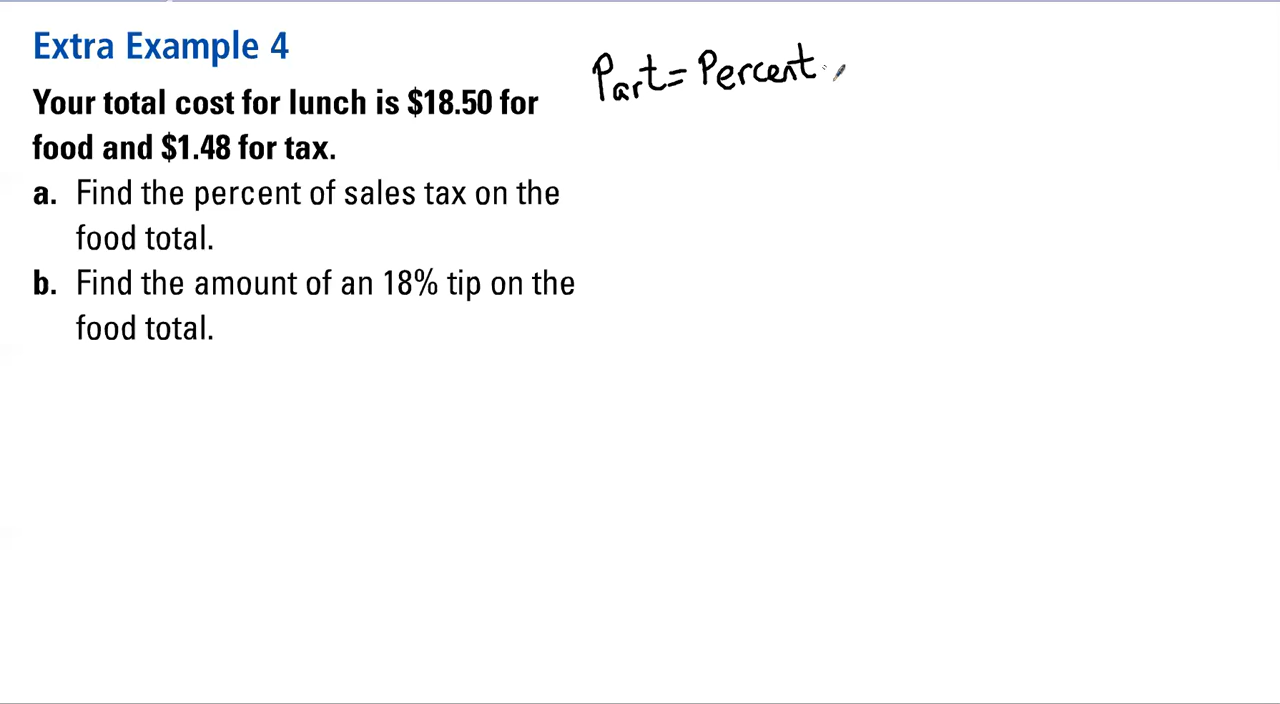 Extra Example 4
Part = Percent ·
Your total cost for lunch is $18.50 for
food and $1.48 for tax.
a. Find the percent of sales tax on the
food total.
b. Find the amount of an 18% tip on the
food total.